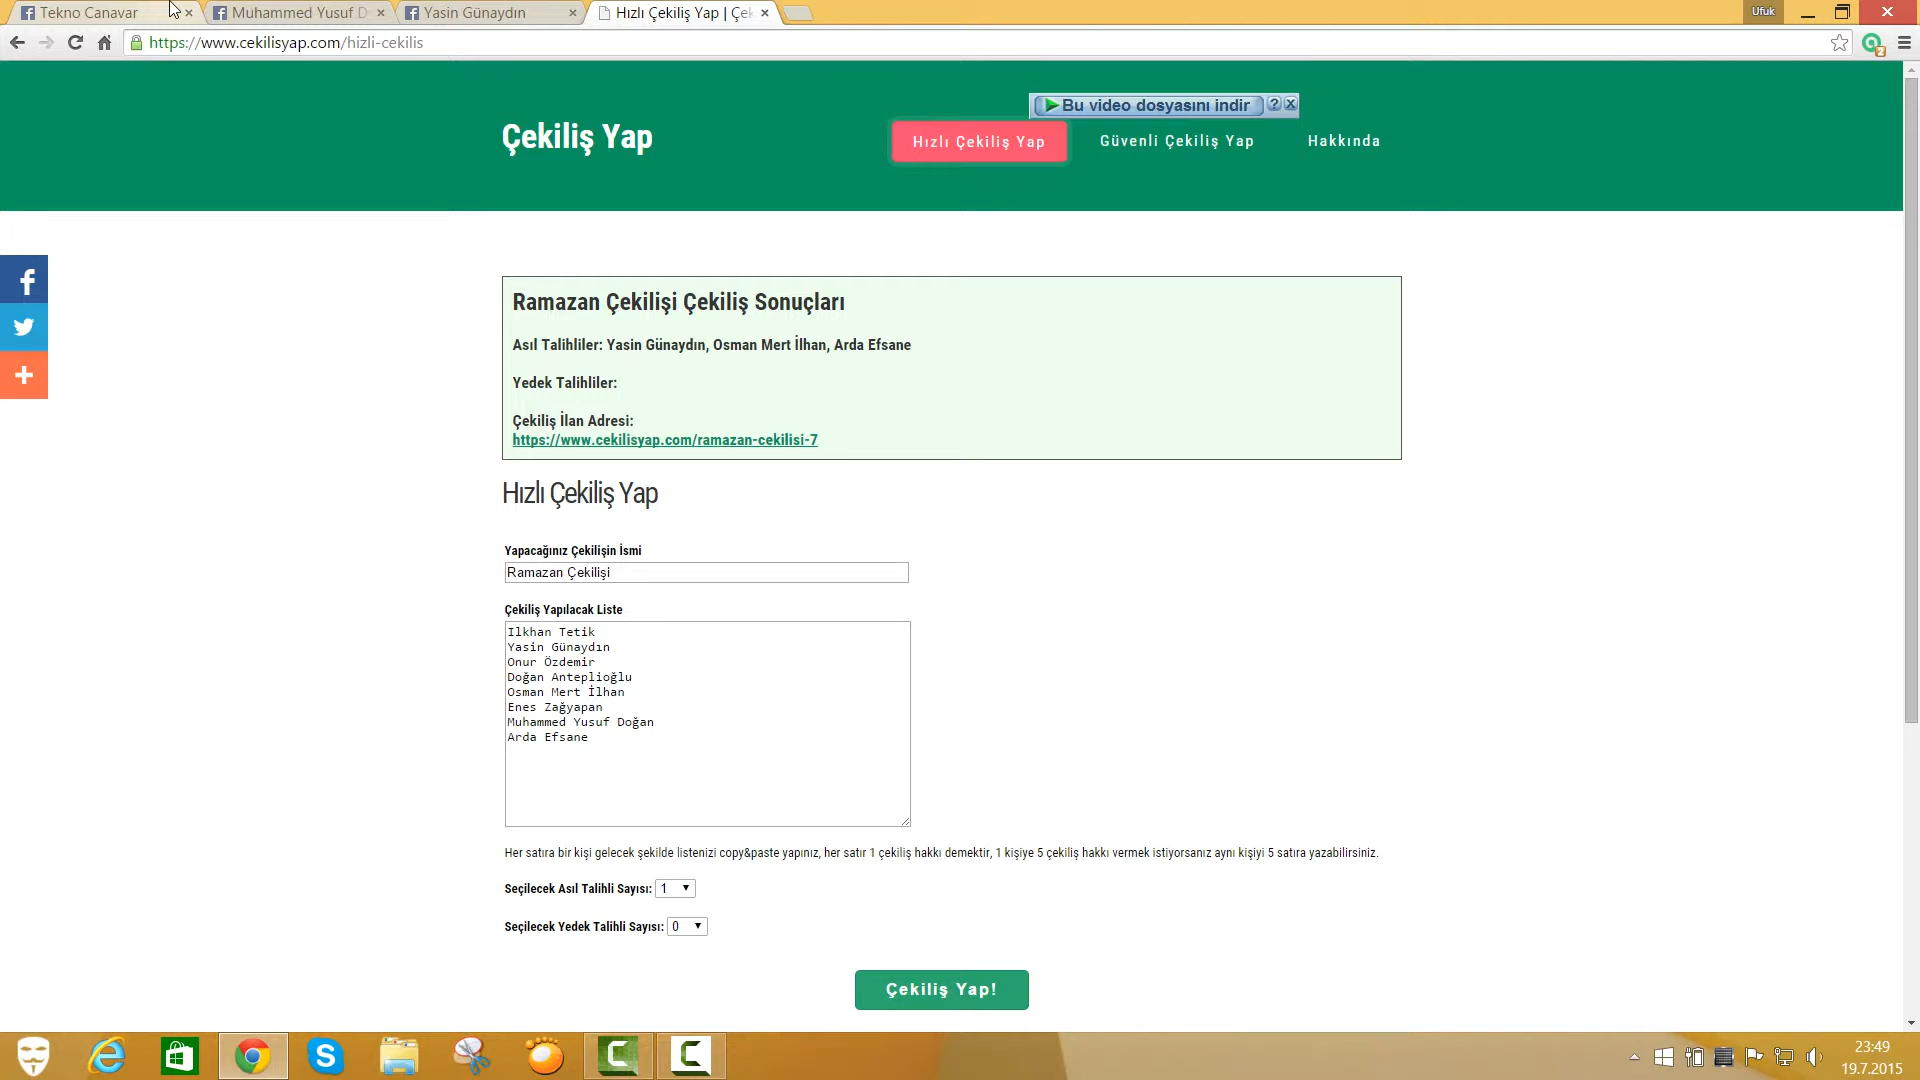 Tekno Canavar
Muhammed Yusuf D
Yasin Günaydın
Hızlı Çekiliş Yap | Çek
Ufuk
https://www.cekilisyap.com/hizli-cekilis
2
Bu video dosyasını indir
?
Çekiliş Yap
Hızlı Çekiliş Yap
Güvenli Çekiliş Yap
Hakkında
Ramazan Çekilişi Çekiliş Sonuçları
Asıl Talihliler: Yasin Günaydın, Osman Mert İlhan, Arda Efsane
Yedek Talihliler:
Çekiliş İlan Adresi:
https://www.cekilisyap.com/ramazan-cekilisi-7
Hızlı Çekiliş Yap
Yapacağınız Çekilişin İsmi
Ramazan Çekilişi
Çekiliş Yapılacak Liste
Ilkhan Tetik
Yasin Günaydın
Onur Özdemir
Doğan Anteplioğlu
Osman Mert İlhan
Enes Zağyapan
Muhammed Yusuf Doğan
Arda Efsane
Her satıra bir kişi gelecek şekilde listenizi copy&paste yapınız, her satır 1 çekiliş hakkı demektir, 1 kişiye 5 çekiliş hakkı vermek istiyorsanız aynı kişiyi 5 satıra yazabilirsiniz.
Seçilecek Asıl Talihli Sayısı: 1
Seçilecek Yedek Talihli Sayısı: 0
Çekiliş Yap!
23:49
19.7.2015